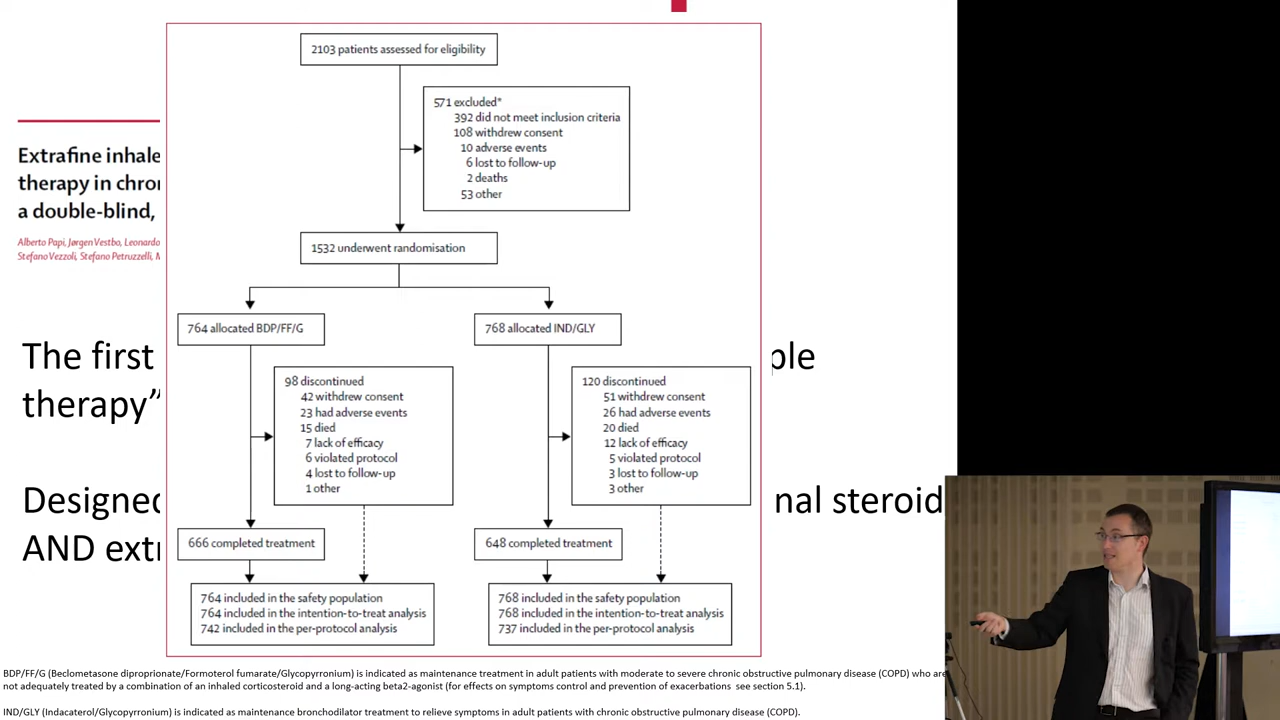 2103 patients assessed for eligibility
571 excluded*
392 did not meet inclusion criteria
108 withdrew consent
10 adverse events
6 lost to follow-up
2 deaths
53 other
Extrafine inhale
therapy in chro
a double-blind,
Alberto Papi, Jørgen Vestbo, Leonardo
Stefano Vezzoli, Stefano Petruzzelli, M
1532 underwent randomisation
764 allocated BDP/FF/G
768 allocated IND/GLY
The first
ple
therapy”
98 discontinued
42 withdrew consent
23 had adverse events
15 died
7 lack of efficacy
6 violated protocol
4 lost to follow-up
1 other
120 discontinued
51 withdrew consent
26 had adverse events
20 died
12 lack of efficacy
5 violated protocol
3 lost to follow-up
3 other
Designed
nal steroid
AND extr
666 completed treatment
648 completed treatment
764 included in the safety population
764 included in the intention-to-treat analysis
742 included in the per-protocol analysis
768 included in the safety population
768 included in the intention-to-treat analysis
737 included in the per-protocol analysis
BDP/FF/G (Beclometasone diproprionate/Formoterol fumarate/Glycopyrronium) is indicated as maintenance treatment in adult patients with moderate to severe chronic obstructive pulmonary disease (COPD) who are
not adequately treated by a combination of an inhaled corticosteroid and a long-acting beta2-agonist (for effects on symptoms control and prevention of exacerbations see section 5.1).
IND/GLY (Indacaterol/Glycopyrronium) is indicated as maintenance bronchodilator treatment to relieve symptoms in adult patients with chronic obstructive pulmonary disease (COPD).